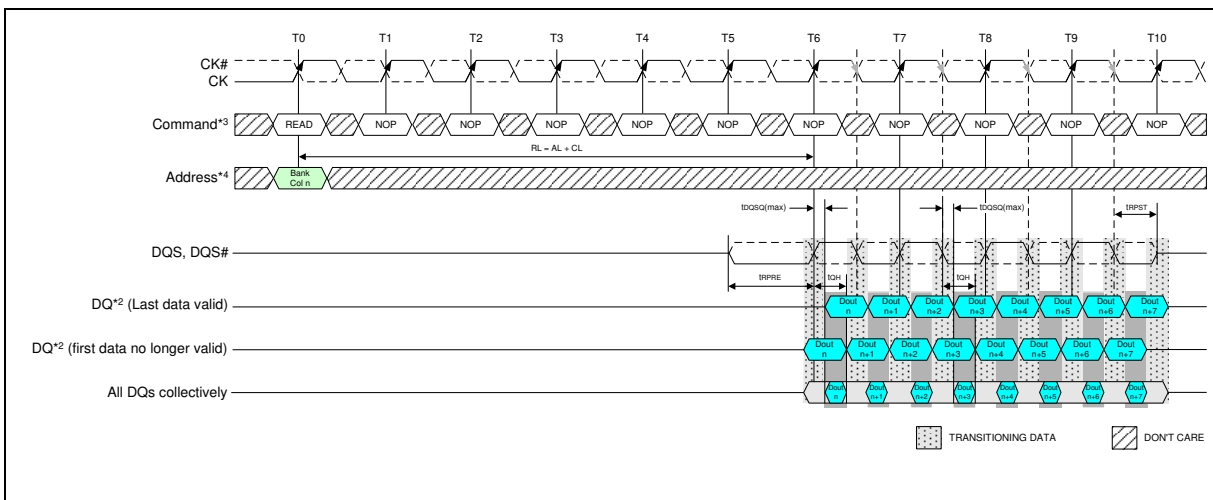 T0 T1 T2 T3 T4 T5 T6 T7 T8 T9 T10
CK#
CK
Command*3 READ NOP NOP NOP NOP NOP NOP NOP NOP NOP NOP
RL = AL + CL
Address*4 Bank Col n
tDQSQ(max) tDQSQ(max) tRPST
DQS, DQS#
tRPRE tQH tQH
DQ*2 (Last data valid) Dout n Dout n+1 Dout n+2 Dout n+3 Dout n+4 Dout n+5 Dout n+6 Dout n+7
DQ*2 (first data no longer valid) Dout n Dout n+1 Dout n+2 Dout n+3 Dout n+4 Dout n+5 Dout n+6 Dout n+7
All DQs collectively Dout n Dout n+1 Dout n+2 Dout n+3 Dout n+4 Dout n+5 Dout n+6 Dout n+7
TRANSITIONING DATA DON'T CARE